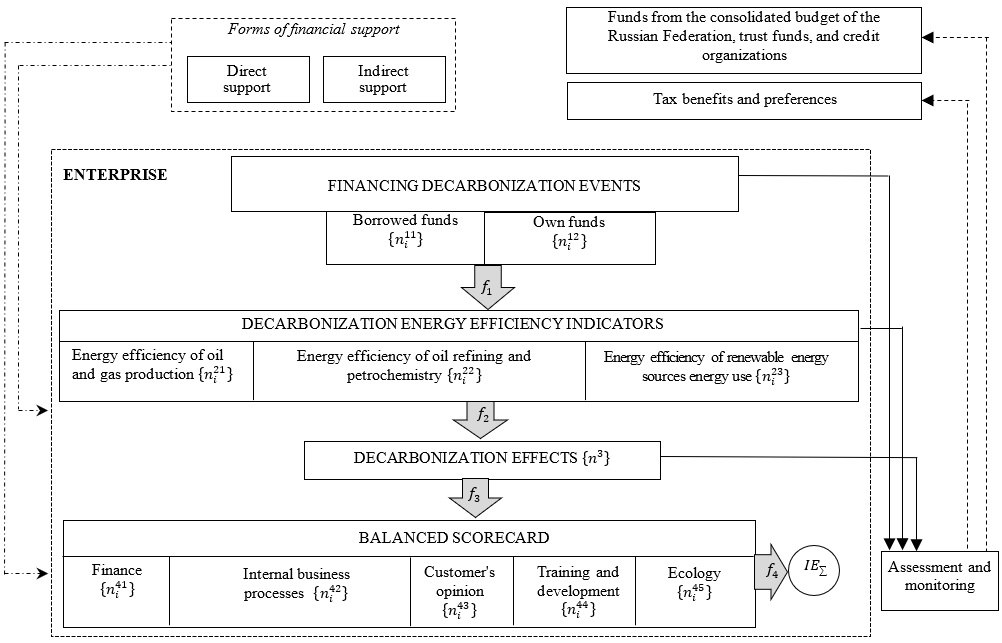 Forms of financial support
Direct
support
Indirect
support
Funds from the consolidated budget of the
Russian Federation, trust funds, and credit
organizations
Tax benefits and preferences
ENTERPRISE
FINANCING DECARBONIZATION EVENTS
Borrowed funds
{n_i^{11}}
Own funds
{n_i^{12}}
f_1
DECARBONIZATION ENERGY EFFICIENCY INDICATORS
Energy efficiency of oil
and gas production {n_i^{21}}
Energy efficiency of oil refining and
petrochemistry {n_i^{22}}
Energy efficiency of renewable energy
sources energy use {n_i^{23}}
f_2
DECARBONIZATION EFFECTS {n^3}
f_3
BALANCED SCORECARD
Finance
{n_i^{41}}
Internal business
processes {n_i^{42}}
Customer's
opinion
{n_i^{43}}
Training and
development
{n_i^{44}}
Ecology
{n_i^{45}}
f_4
IE_Σ
Assessment and
monitoring